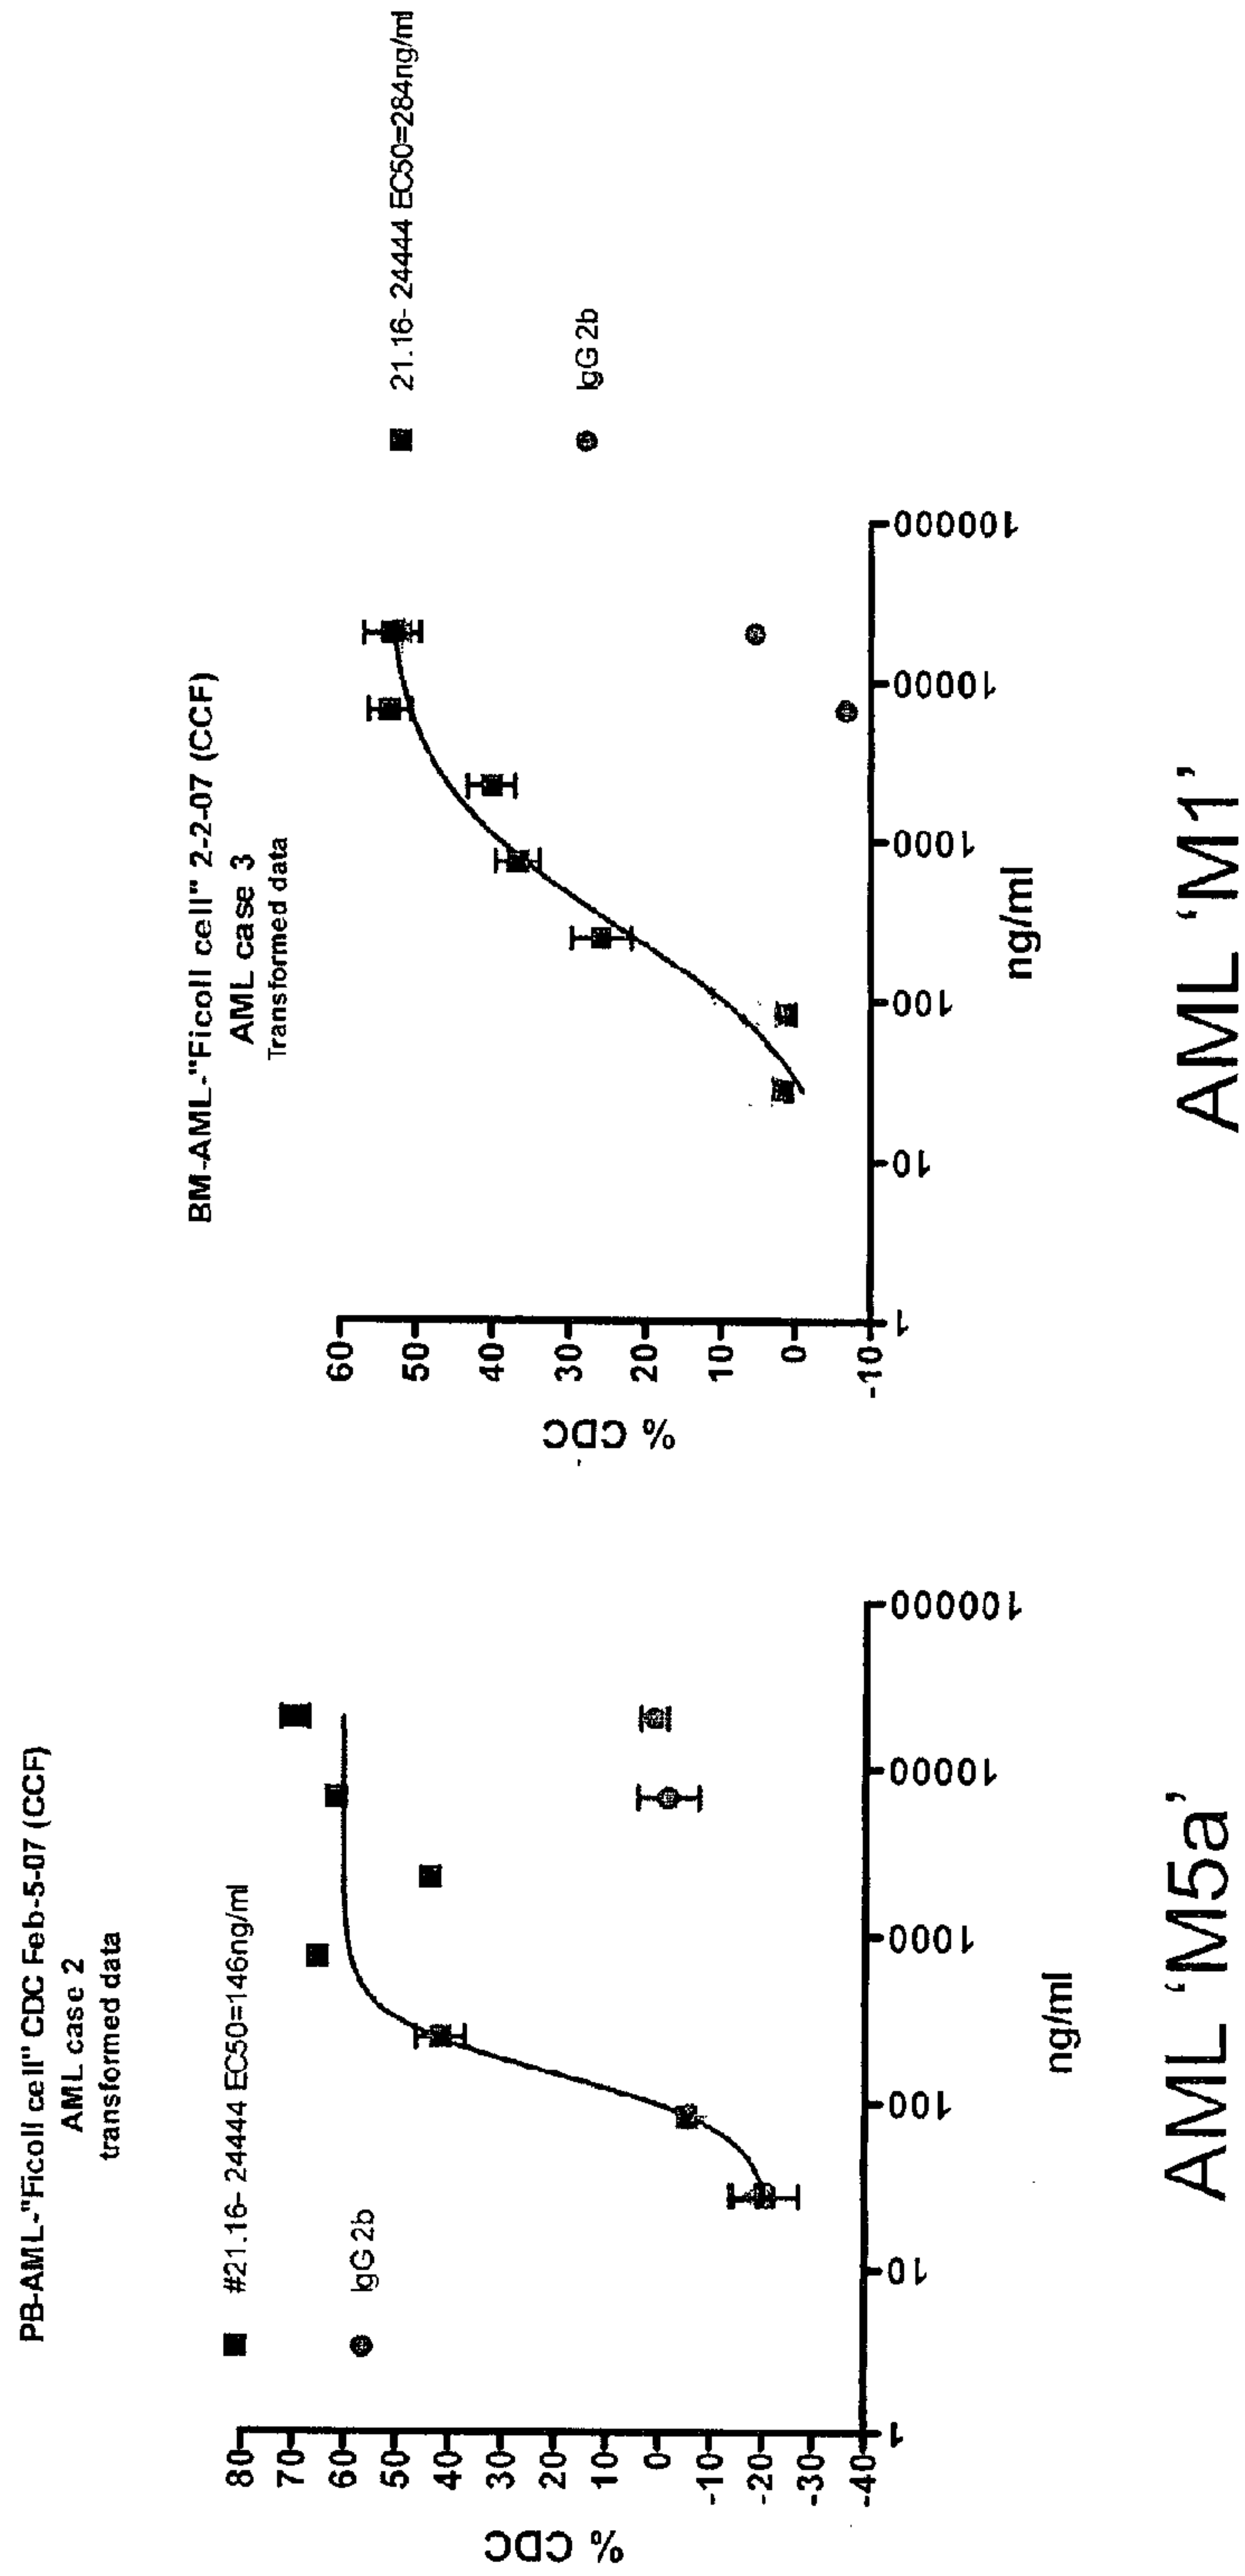 PB-AML-"Ficoll cell" CDC Feb-5-07 (CCF)
AML case 2
transformed data
#21.16- 24444 EC50=146ng/ml
IgG 2b
% CDC
80
70
60
50
40
30
20
10
0
-10
-20
-30
-40
1
10
100
1000
10000
100000
ng/ml
AML ‘M5a’
BM-AML-"Ficoll cell" 2-2-07 (CCF)
AML case 3
Transformed data
21.16- 24444 EC50=284ng/ml
IgG 2b
% CDC
60
50
40
30
20
10
0
-10
1
10
100
1000
10000
100000
ng/ml
AML ‘M1’